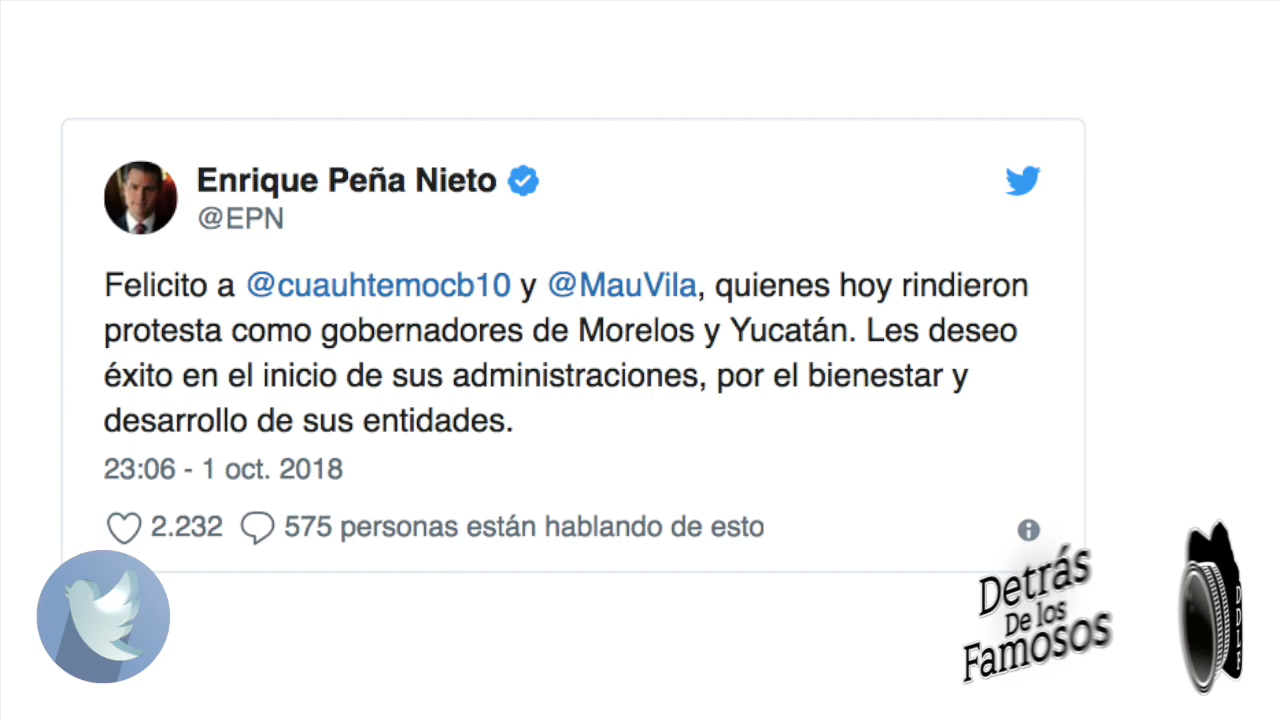 Enrique Peña Nieto
@EPN
Felicito a @cuauhtemocb10 y @MauVila, quienes hoy rindieron
protesta como gobernadores de Morelos y Yucatán. Les deseo
éxito en el inicio de sus administraciones, por el bienestar y
desarrollo de sus entidades.
23:06 - 1 oct. 2018
2.232 575 personas están hablando de esto
Detrás
De los
Famosos